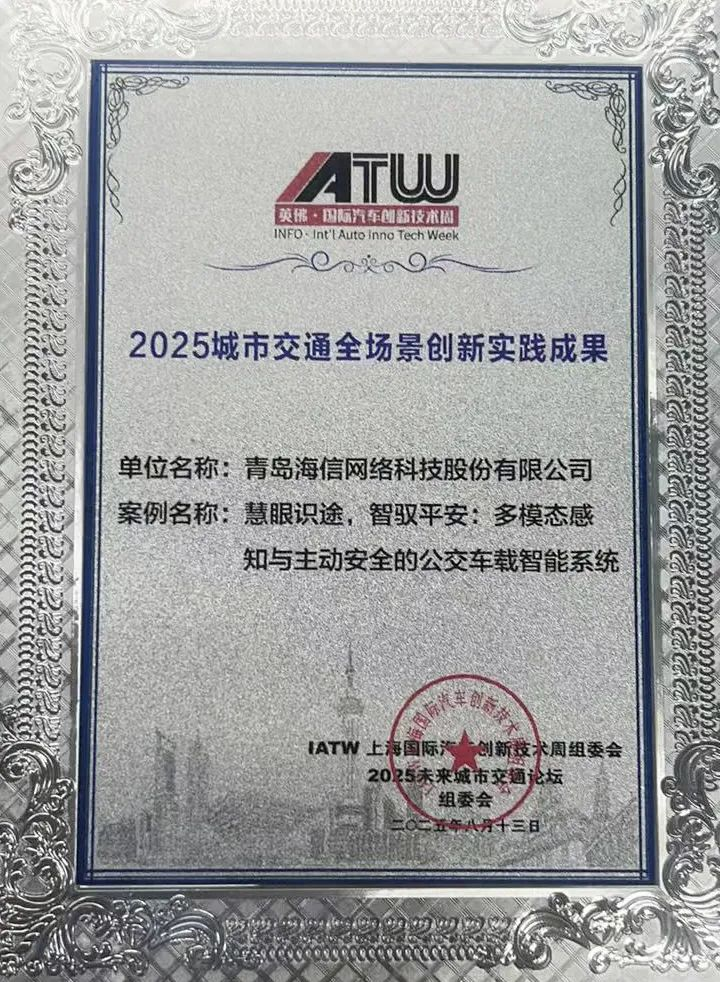 IATW
英佛·国际汽车创新技术周
INFO · Int'l Auto Inno Tech Week
2025城市交通全场景创新实践成果
单位名称：青岛海信网络科技股份有限公司
案例名称：慧眼识途，智驭平安：多模态感
知与主动安全的公交车载智能系统
IATW 上海国际汽车创新技术周组委会
2025未来城市交通论坛
组委会
二〇二五年八月十三日